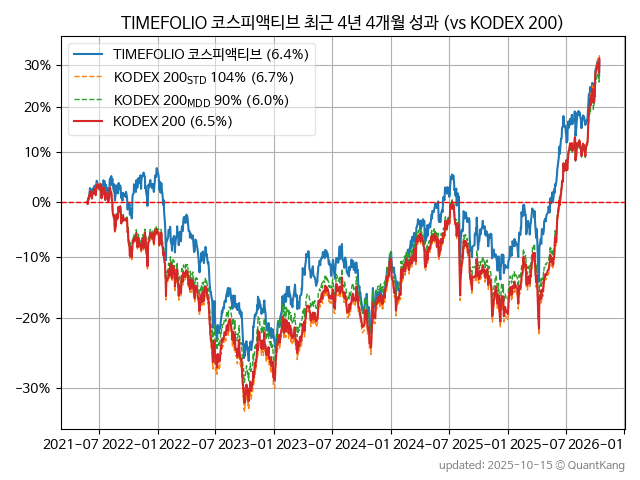 TIMEFOLIO 코스피액티브 최근 4년 4개월 성과 (vs KODEX 200)
TIMEFOLIO 코스피액티브 (6.4%)
KODEX 200STD 104% (6.7%)
KODEX 200MDD 90% (6.0%)
KODEX 200 (6.5%)
30%
20%
10%
0%
−10%
−20%
−30%
2021-07 2022-01 2022-07 2023-01 2023-07 2024-01 2024-07 2025-01 2025-07 2026-01
updated: 2025-10-15 ⓒ QuantKang